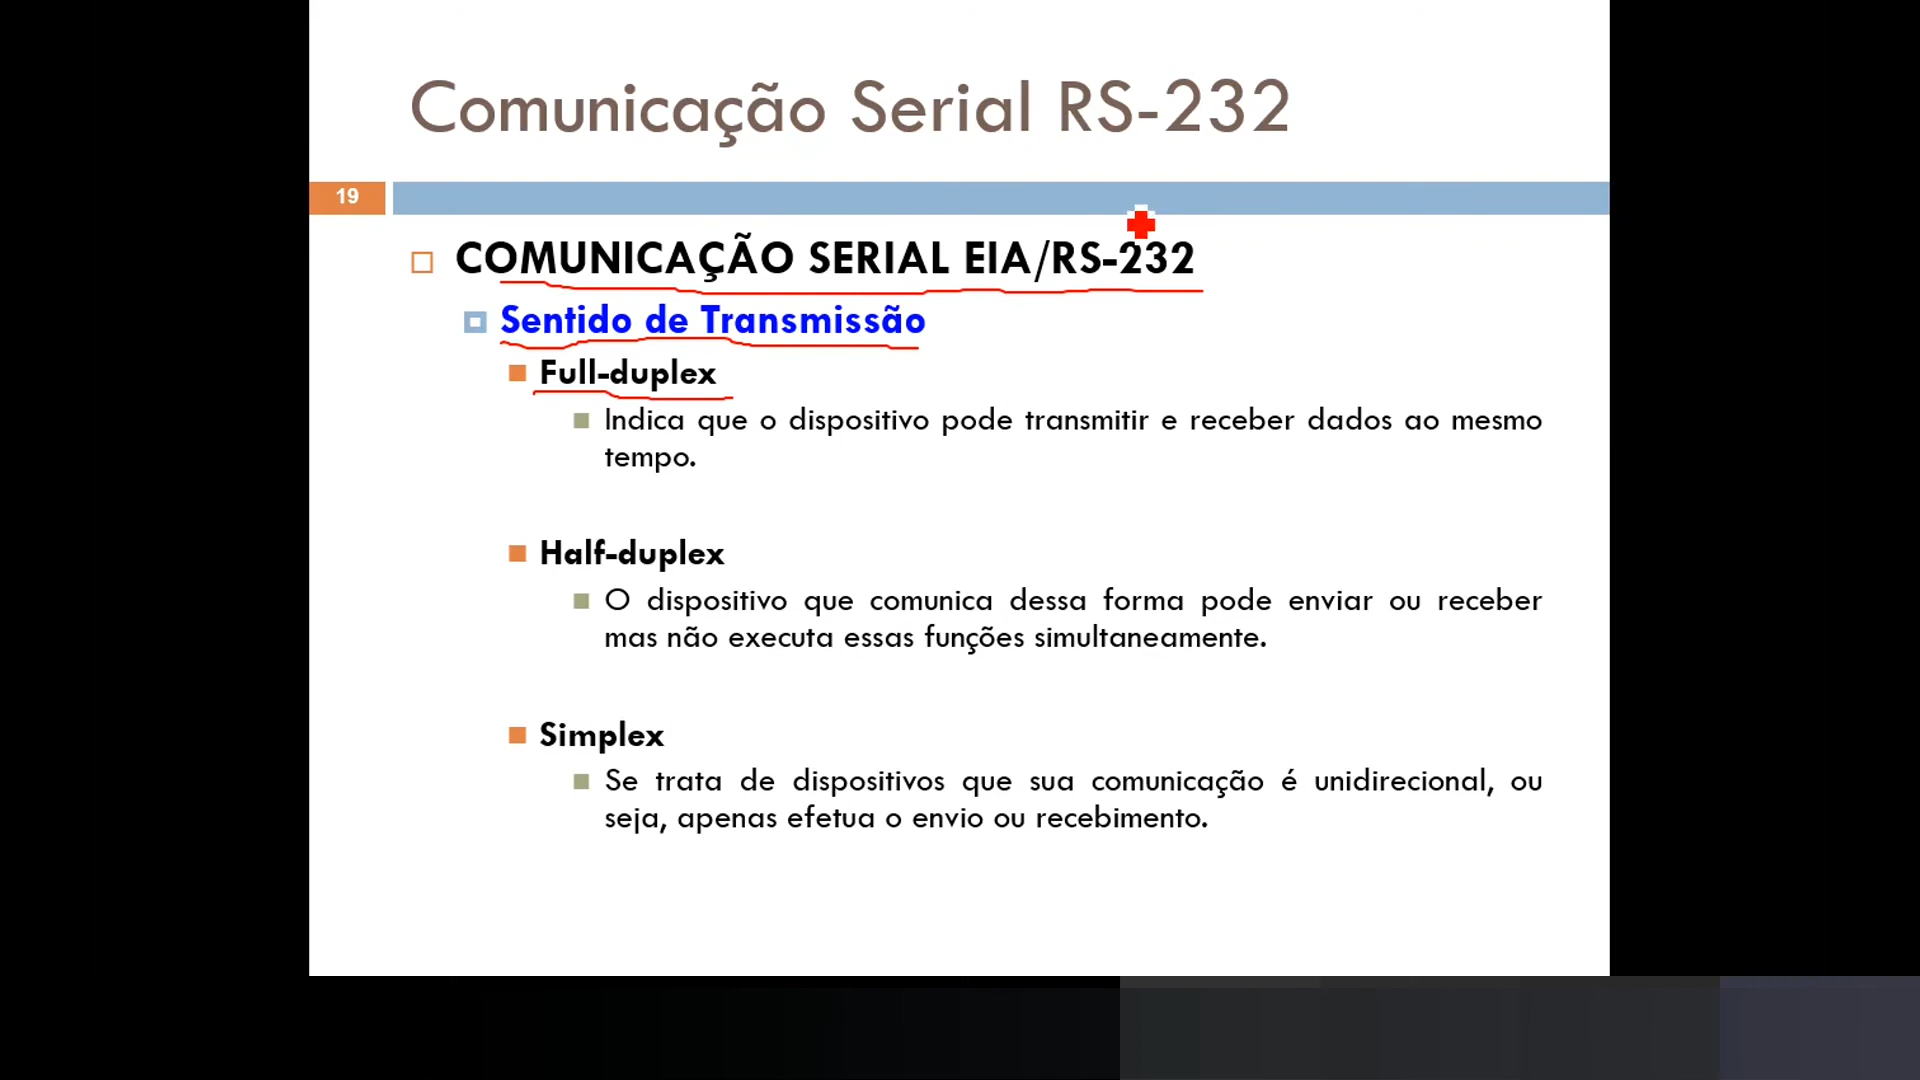 Comunicação Serial RS-232
19
COMUNICAÇÃO SERIAL EIA/RS-232
Sentido de Transmissão
Full-duplex
Indica que o dispositivo pode transmitir e receber dados ao mesmo
tempo.
Half-duplex
O dispositivo que comunica dessa forma pode enviar ou receber
mas não executa essas funções simultaneamente.
Simplex
Se trata de dispositivos que sua comunicação é unidirecional, ou
seja, apenas efetua o envio ou recebimento.